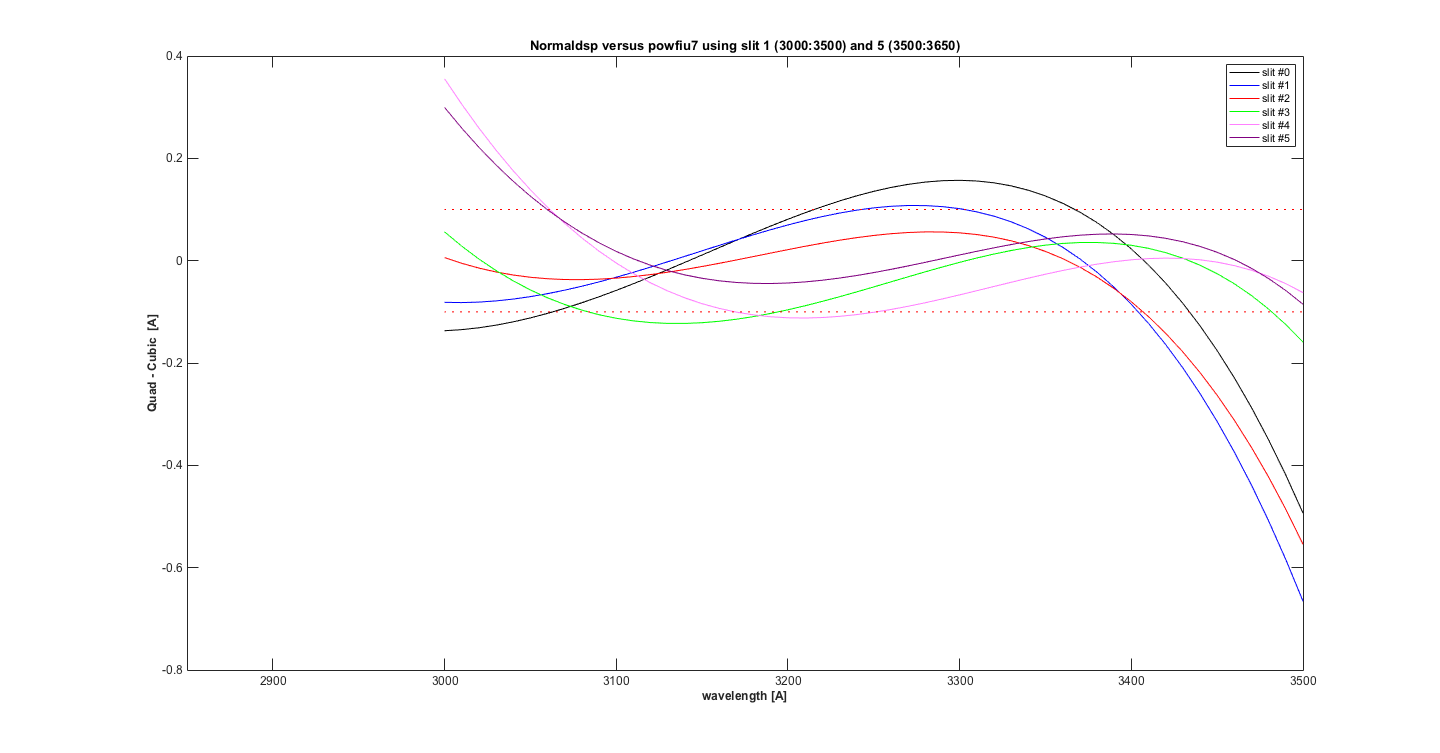 Normaldsp versus powfiu7 using slit 1 (3000:3500) and 5 (3500:3650)
0.4
0.2
0
-0.2
-0.4
-0.6
-0.8
Quad - Cubic [A]
slit #0
slit #1
slit #2
slit #3
slit #4
slit #5
2900
3000
3100
3200
3300
3400
3500
wavelength [A]